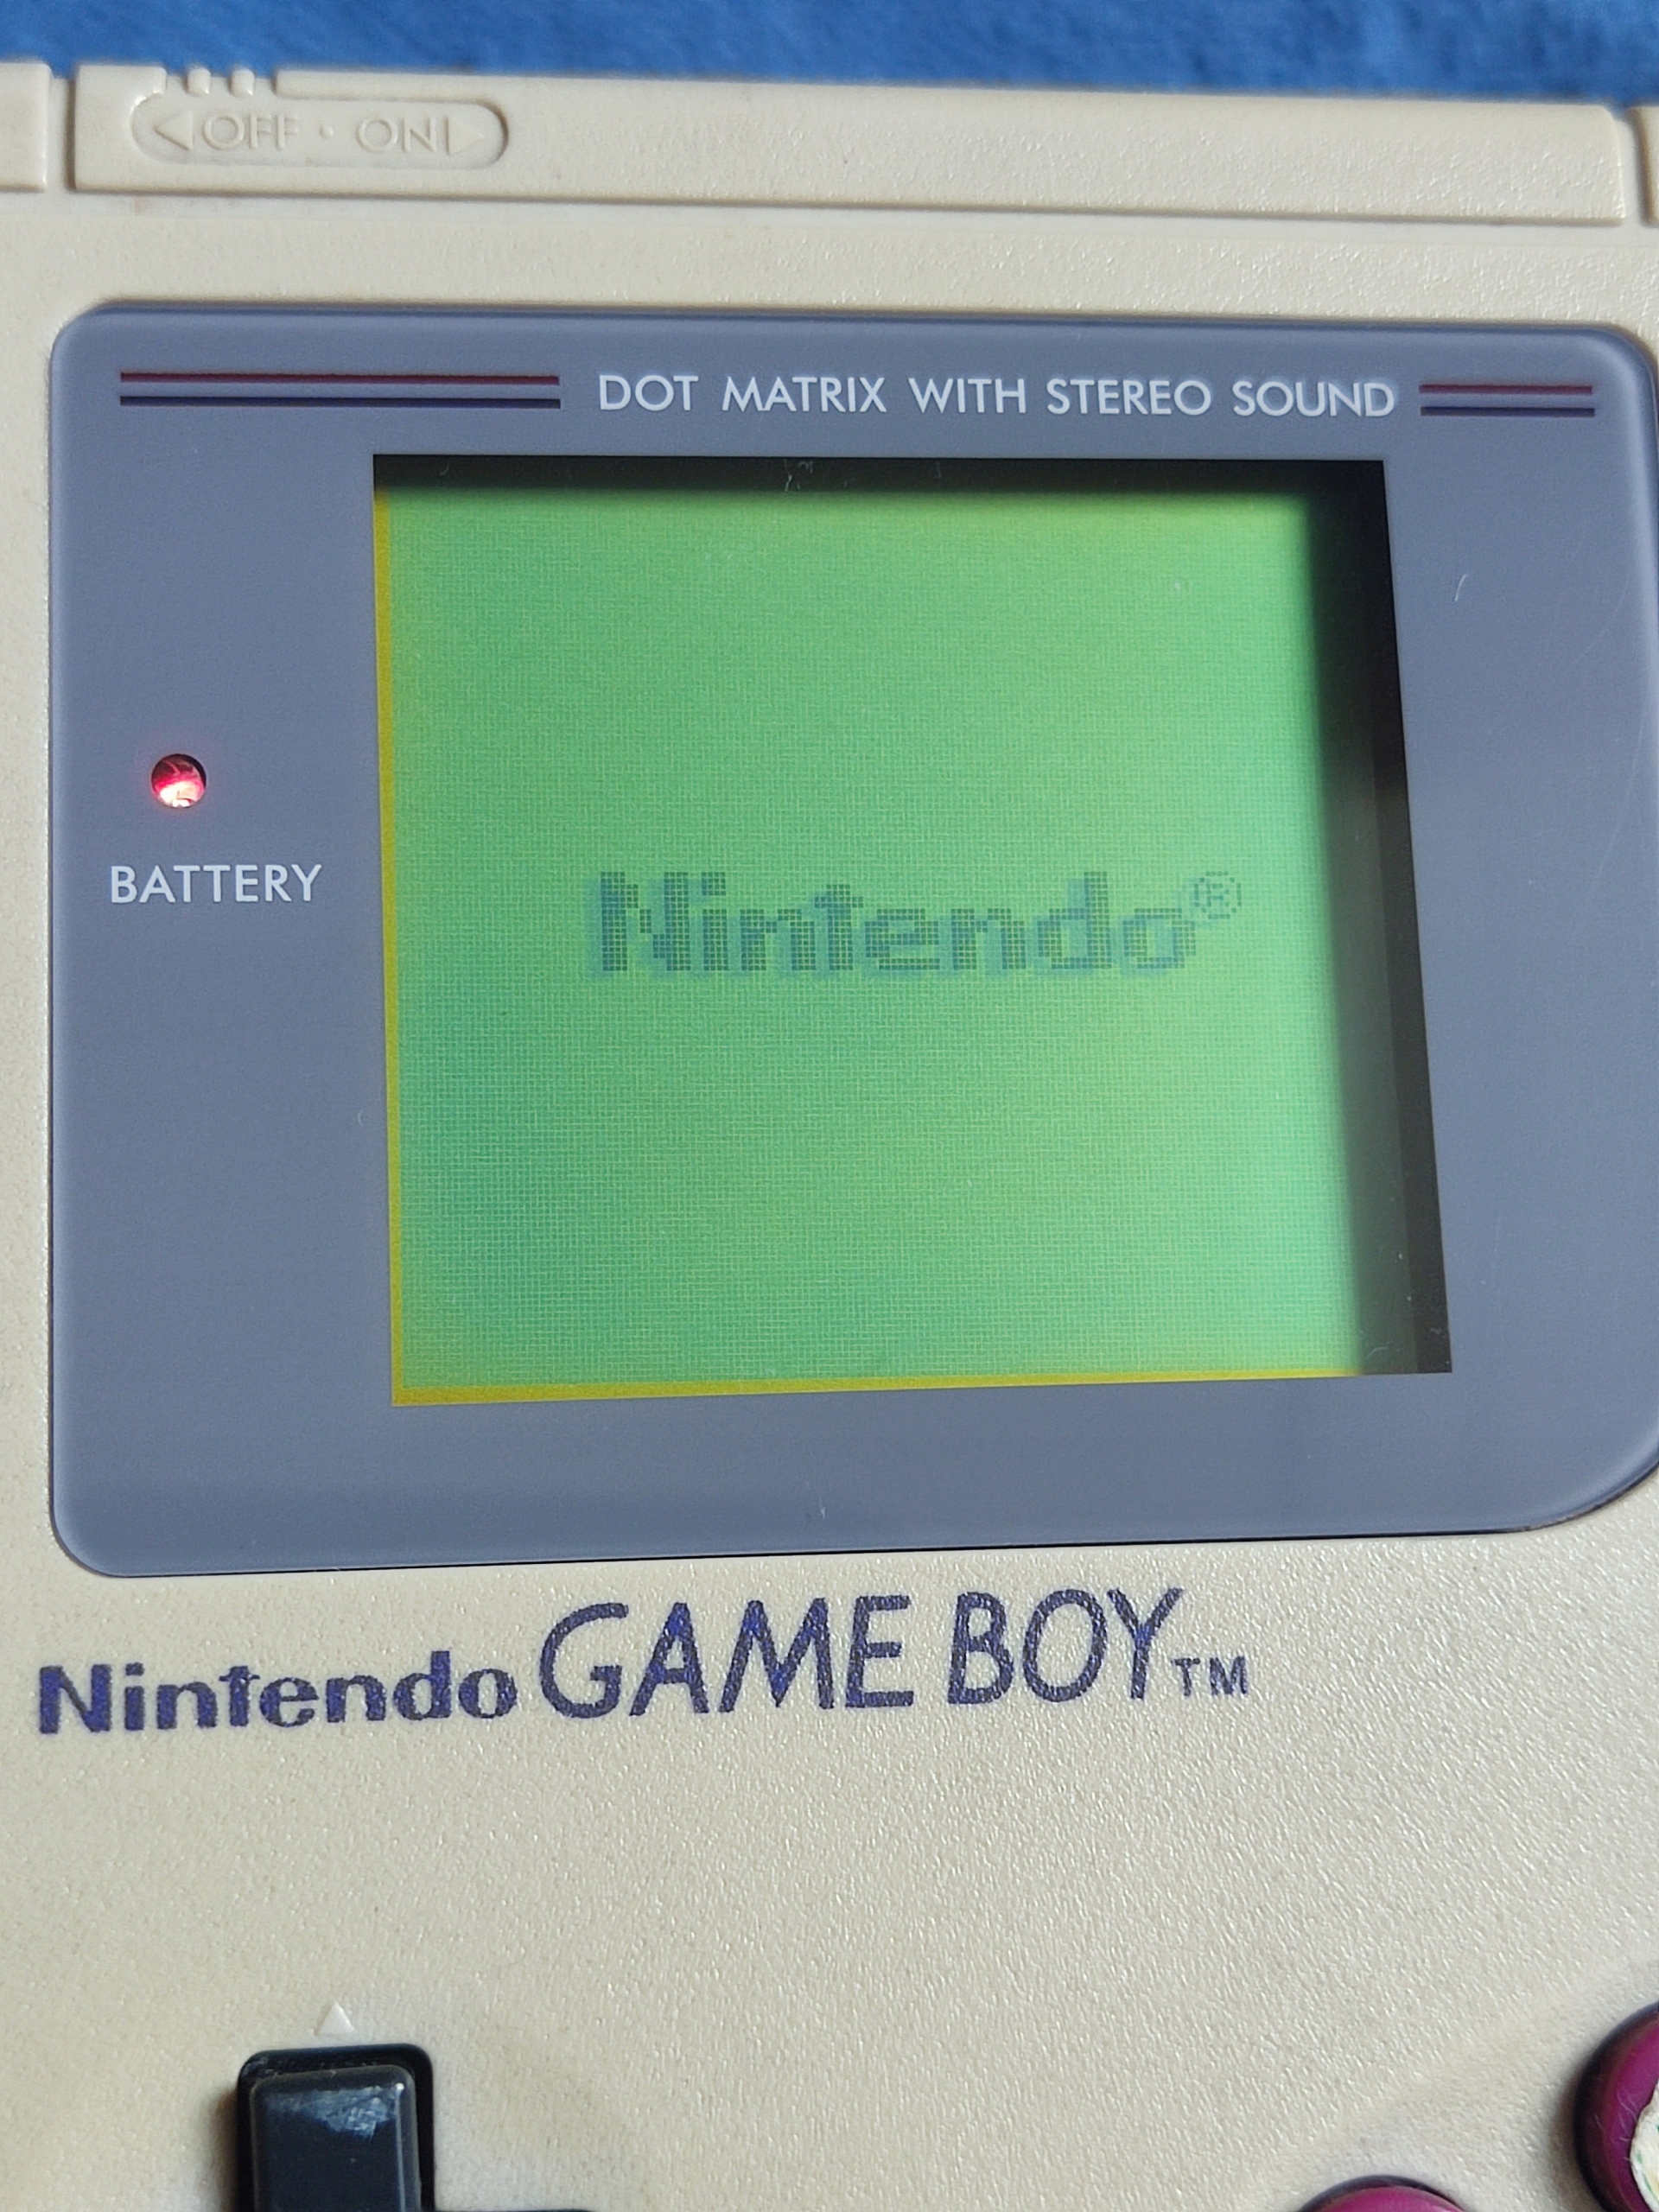 ◁OFF • ON▷
DOT MATRIX WITH STEREO SOUND
BATTERY
Nintendo®
Nintendo GAME BOY™